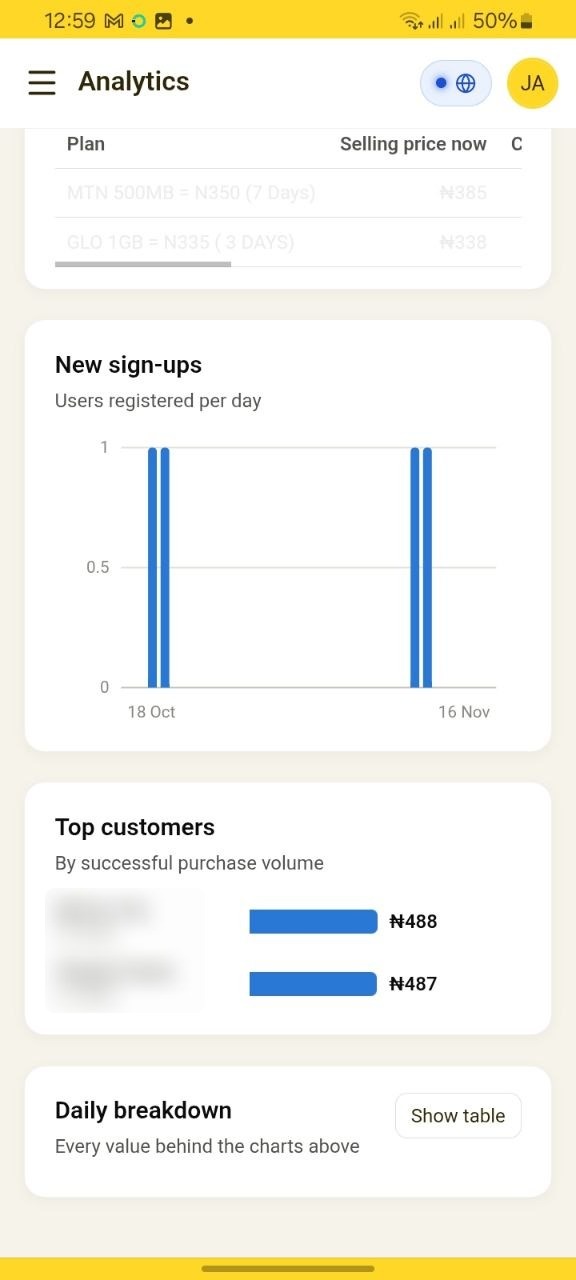 12:59
50%
Analytics
JA
Plan Selling price now C
MTN 500MB = N350 (7 Days) ₦385
GLO 1GB = N335 ( 3 DAYS) ₦338
New sign-ups
Users registered per day
1
0.5
0
18 Oct 16 Nov
Top customers
By successful purchase volume
₦488
₦487
Daily breakdown
Show table
Every value behind the charts above